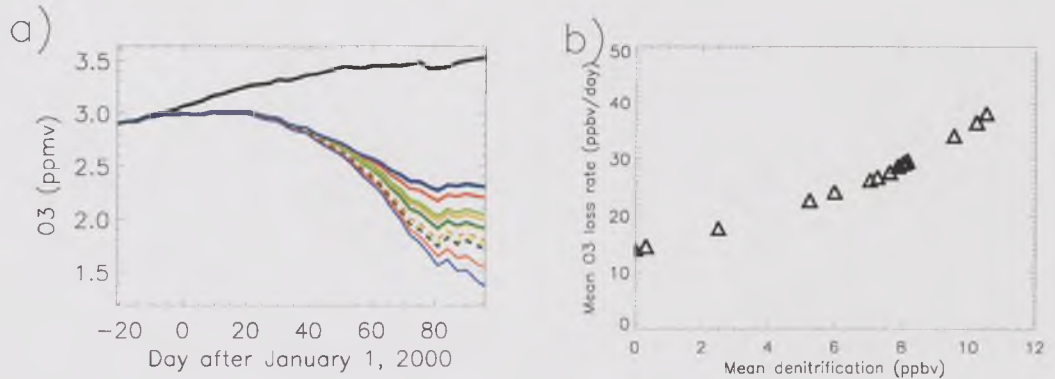 a)
O3 (ppmv)
3.5
3.0
2.5
2.0
1.5
-20 0 20 40 60 80
Day after January 1, 2000
b)
Mean O3 loss rate (ppbv/day)
50
40
30
20
10
0
0 2 4 6 8 10 12
Mean denitrification (ppbv)